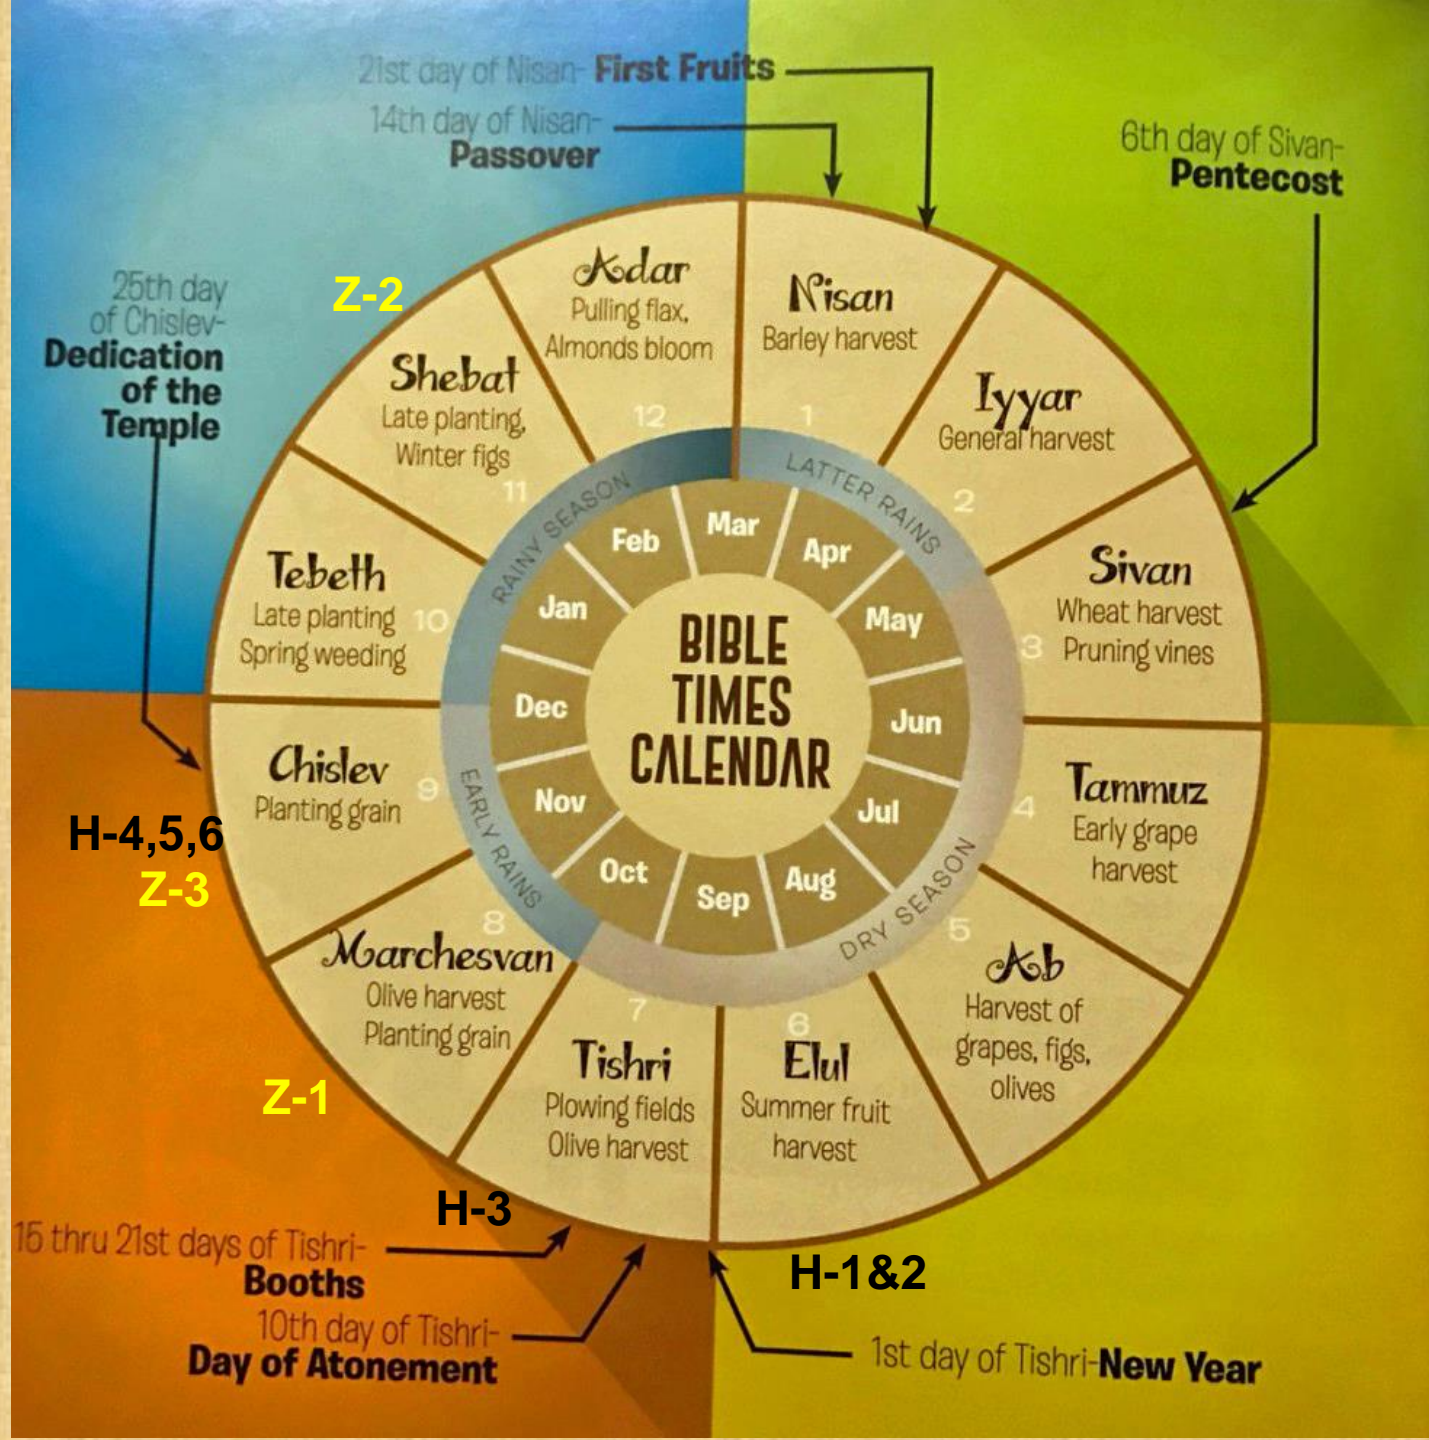 21st day of Nisan- First Fruits
14th day of Nisan-
Passover
6th day of Sivan-
Pentecost
25th day
of Chislev-
Dedication
of the
Temple
Z-2
Adar
Pulling flax,
Almonds bloom
12
Nisan
Barley harvest
1
Iyyar
General harvest
2
Sivan
Wheat harvest
Pruning vines
3
Tammuz
Early grape
harvest
4
Ab
Harvest of
grapes, figs,
olives
5
6
Elul
Summer fruit
harvest
7
Tishri
Plowing fields
Olive harvest
8
Marchesvan
Olive harvest
Planting grain
Chislev
Planting grain
9
Tebeth
Late planting
Spring weeding
10
Shebat
Late planting,
Winter figs
11
RAINY SEASON
LATTER RAINS
DRY SEASON
EARLY RAINS
Jan
Feb
Mar
Apr
May
Jun
Jul
Aug
Sep
Oct
Nov
Dec
BIBLE
TIMES
CALENDAR
H-4,5,6
Z-3
Z-1
H-3
H-1&2
15 thru 21st days of Tishri-
Booths
10th day of Tishri-
Day of Atonement
1st day of Tishri-New Year